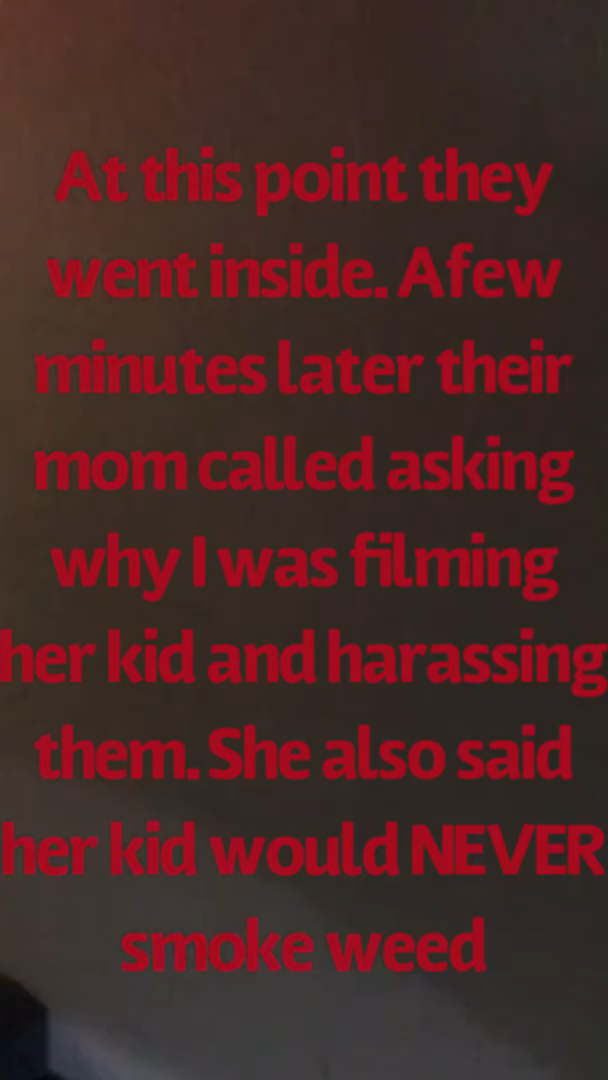 At this point they
went inside. A few
minutes later their
mom called asking
why I was filming
her kid and harassing
them. She also said
her kid would NEVER
smoke weed